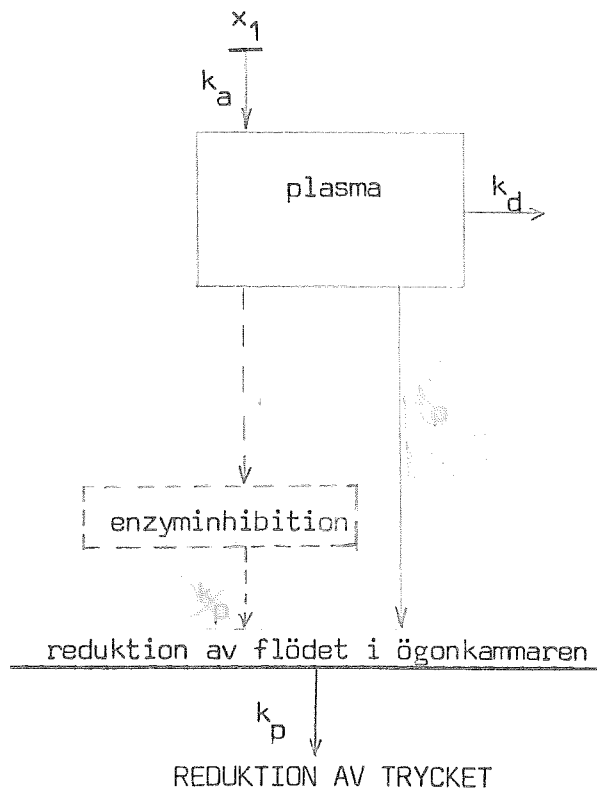 x1
ka
plasma
kd
enzyminhibition
reduktion av flödet i ögonkammaren
kp
REDUKTION AV TRYCKET